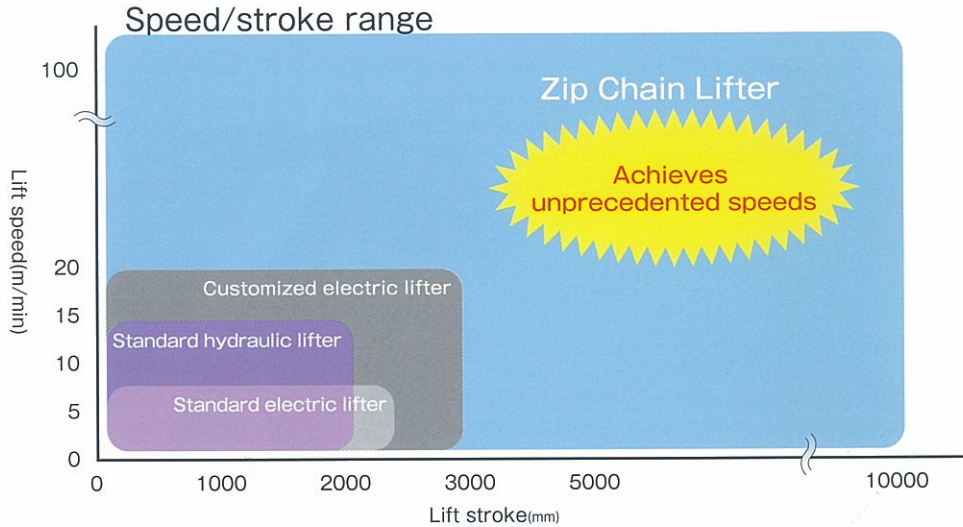 Speed/stroke range
100
Zip Chain Lifter
Achieves
unprecedented speeds
Lift speed(m/min)
20
Customized electric lifter
15
Standard hydraulic lifter
10
Standard electric lifter
5
0
0 1000 2000 3000 5000 10000
Lift stroke(mm)